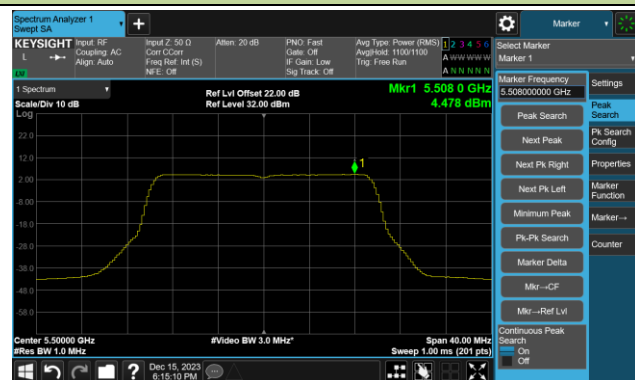 Spectrum Analyzer 1
Swept SA
+
Marker
KEYSIGHT
L
LXI
Input: RF
Coupling: AC
Align: Auto
Input Z: 50 Ω
Corr CCorr
Freq Ref: Int (S)
NFE: Off
Atten: 20 dB
PNO: Fast
Gate: Off
IF Gain: Low
Sig Track: Off
Avg Type: Power (RMS)
Avg|Hold: 1100/1100
Trig: Free Run
1 2 3 4 5 6
A W W W W W
A N N N N N
Select Marker
Marker 1
1 Spectrum
Scale/Div 10 dB
Log
Ref Lvl Offset 22.00 dB
Ref Level 32.00 dBm
Mkr1 5.508 0 GHz
4.478 dBm
22.0
12.0
2.00
-8.00
-18.0
-28.0
-38.0
-48.0
-58.0
1
Center 5.50000 GHz
#Res BW 1.0 MHz
#Video BW 3.0 MHz*
Span 40.00 MHz
Sweep 1.00 ms (201 pts)
Marker Frequency
5.508000000 GHz
Peak Search
Next Peak
Next Pk Right
Next Pk Left
Minimum Peak
Pk-Pk Search
Marker Delta
Mkr→CF
Mkr→Ref Lvl
Continuous Peak
Search
On
Off
Settings
Peak
Search
Pk Search
Config
Properties
Marker
Function
Marker→
Counter
?
Dec 15, 2023
6:15:10 PM